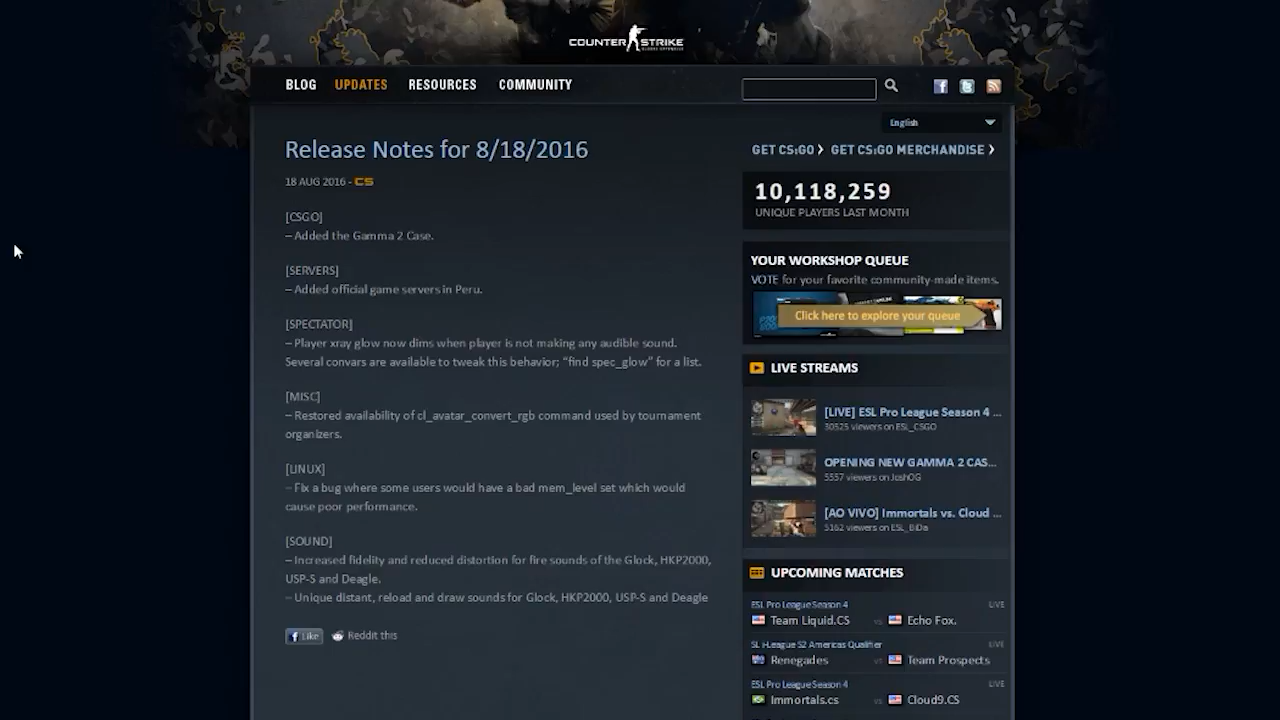 COUNTER STRIKE
BLOG UPDATES RESOURCES COMMUNITY
English
Release Notes for 8/18/2016
GET CS:GO GET CS:GO MERCHANDISE
18 AUG 2016 - CS
10,118,259
UNIQUE PLAYERS LAST MONTH
[CSGO]
– Added the Gamma 2 Case.
[SERVERS]
– Added official game servers in Peru.
[SPECTATOR]
– Player xray glow now dims when player is not making any audible sound.
Several convars are available to tweak this behavior; “find spec_glow” for a list.
[MISC]
– Restored availability of cl_avatar_convert_rgb command used by tournament
organizers.
[LINUX]
– Fix a bug where some users would have a bad mem_level set which would
cause poor performance.
[SOUND]
– Increased fidelity and reduced distortion for fire sounds of the Glock, HKP2000,
USP-S and Deagle.
– Unique distant, reload and draw sounds for Glock, HKP2000, USP-S and Deagle
Like Reddit this
YOUR WORKSHOP QUEUE
VOTE for your favorite community-made items.
Click here to explore your queue
LIVE STREAMS
[LIVE] ESL Pro League Season 4 ...
30525 viewers on ESL_CSGO
OPENING NEW GAMMA 2 CAS...
5557 viewers on JoshOG
[AO VIVO] Immortals vs. Cloud ...
5162 viewers on ESL_BiDa
UPCOMING MATCHES
ESL Pro League Season 4 LIVE
Team Liquid.CS vs Echo Fox.
SL i-League S2 Americas Qualifier LIVE
Renegades vs Team Prospects
ESL Pro League Season 4 LIVE
Immortals.cs vs Cloud9.CS